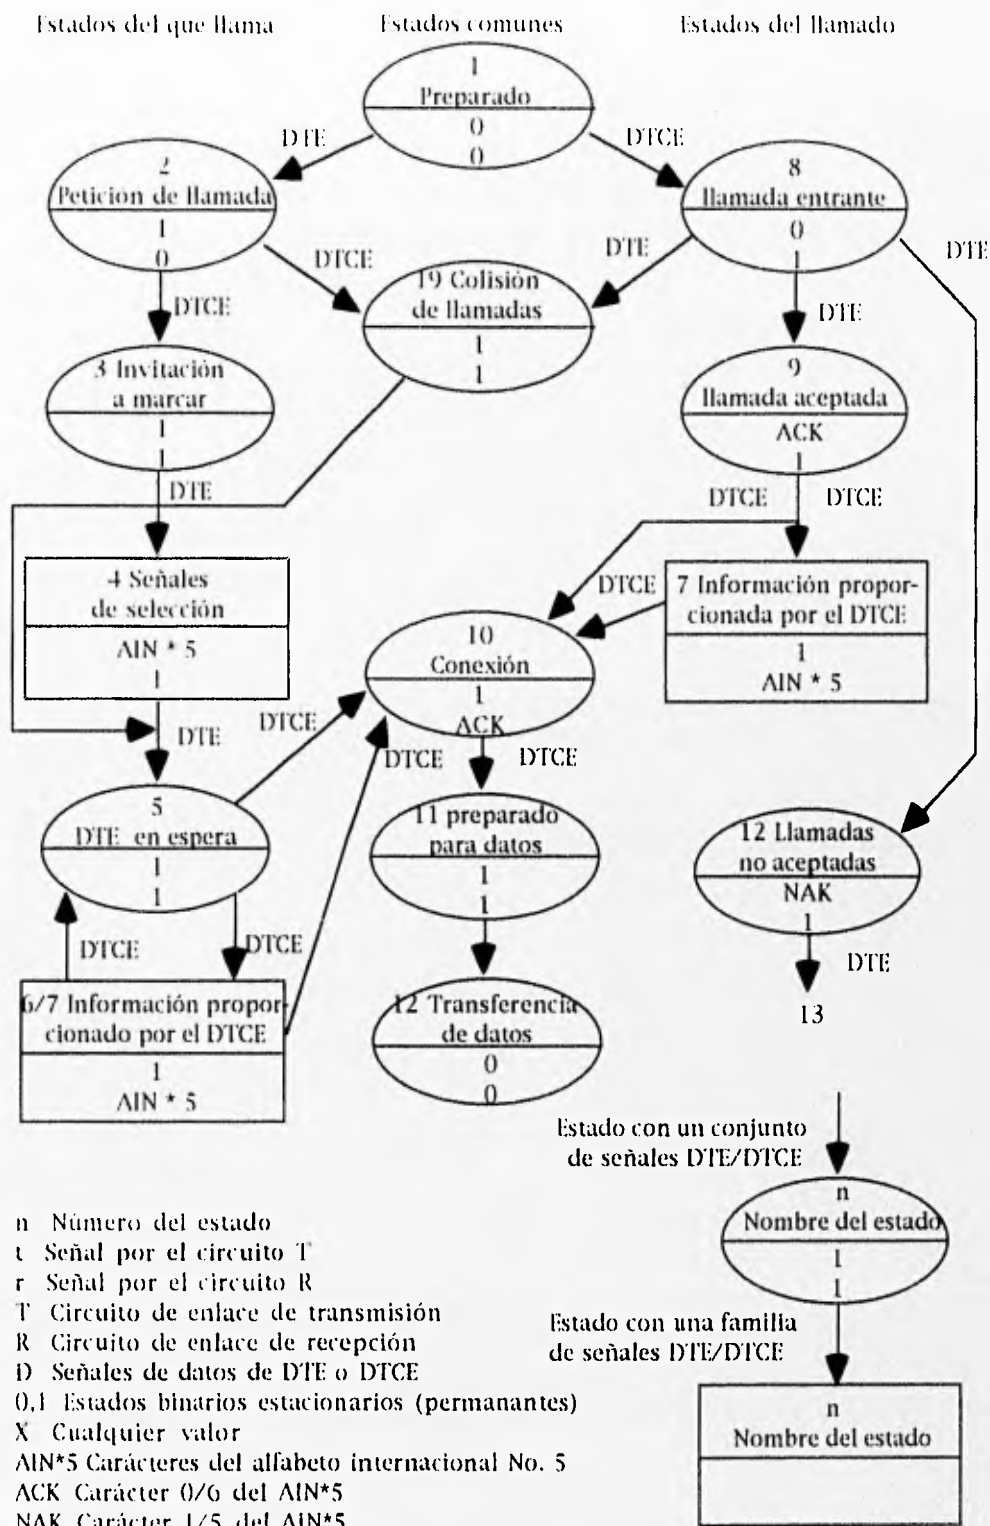 Estados del que llama
Estados comunes
Estados del llamado
1
Preparado
0
0
DTE
DTCE
2
Petición de llamada
1
0
8
llamada entrante
0
1
DTCE
DTE
DTE
19 Colisión
de llamadas
1
1
DTCE
DTE
3 Invitación
a marcar
1
1
9
llamada aceptada
ACK
1
DTE
DTCE
DTCE
4 Señales
de selección
AIN * 5
1
DTCE
7 Información propor-
cionada por el DTCE
1
AIN * 5
10
Conexión
1
ACK
DTE
DTCE
DTCE
DTCE
5
DTE en espera
1
1
11 preparado
para datos
1
1
12 Llamadas
no aceptadas
NAK
1
DTCE
DTCE
DTE
13
6/7 Información propor-
cionado por el DTCE
1
AIN * 5
12 Transferencia
de datos
0
0
Estado con un conjunto
de señales DTE/DTCE
n
Nombre del estado
1
1
Estado con una familia
de señales DTE/DTCE
n
Nombre del estado
n Número del estado
t Señal por el circuito T
r Señal por el circuito R
T Circuito de enlace de transmisión
R Circuito de enlace de recepción
D Señales de datos de DTE o DTCE
0,1 Estados binarios estacionarios (permanantes)
X Cualquier valor
AIN*5 Carácteres del alfabeto internacional No. 5
ACK Carácter 0/6 del AIN*5
NAK Carácter 1/5 del AIN*5